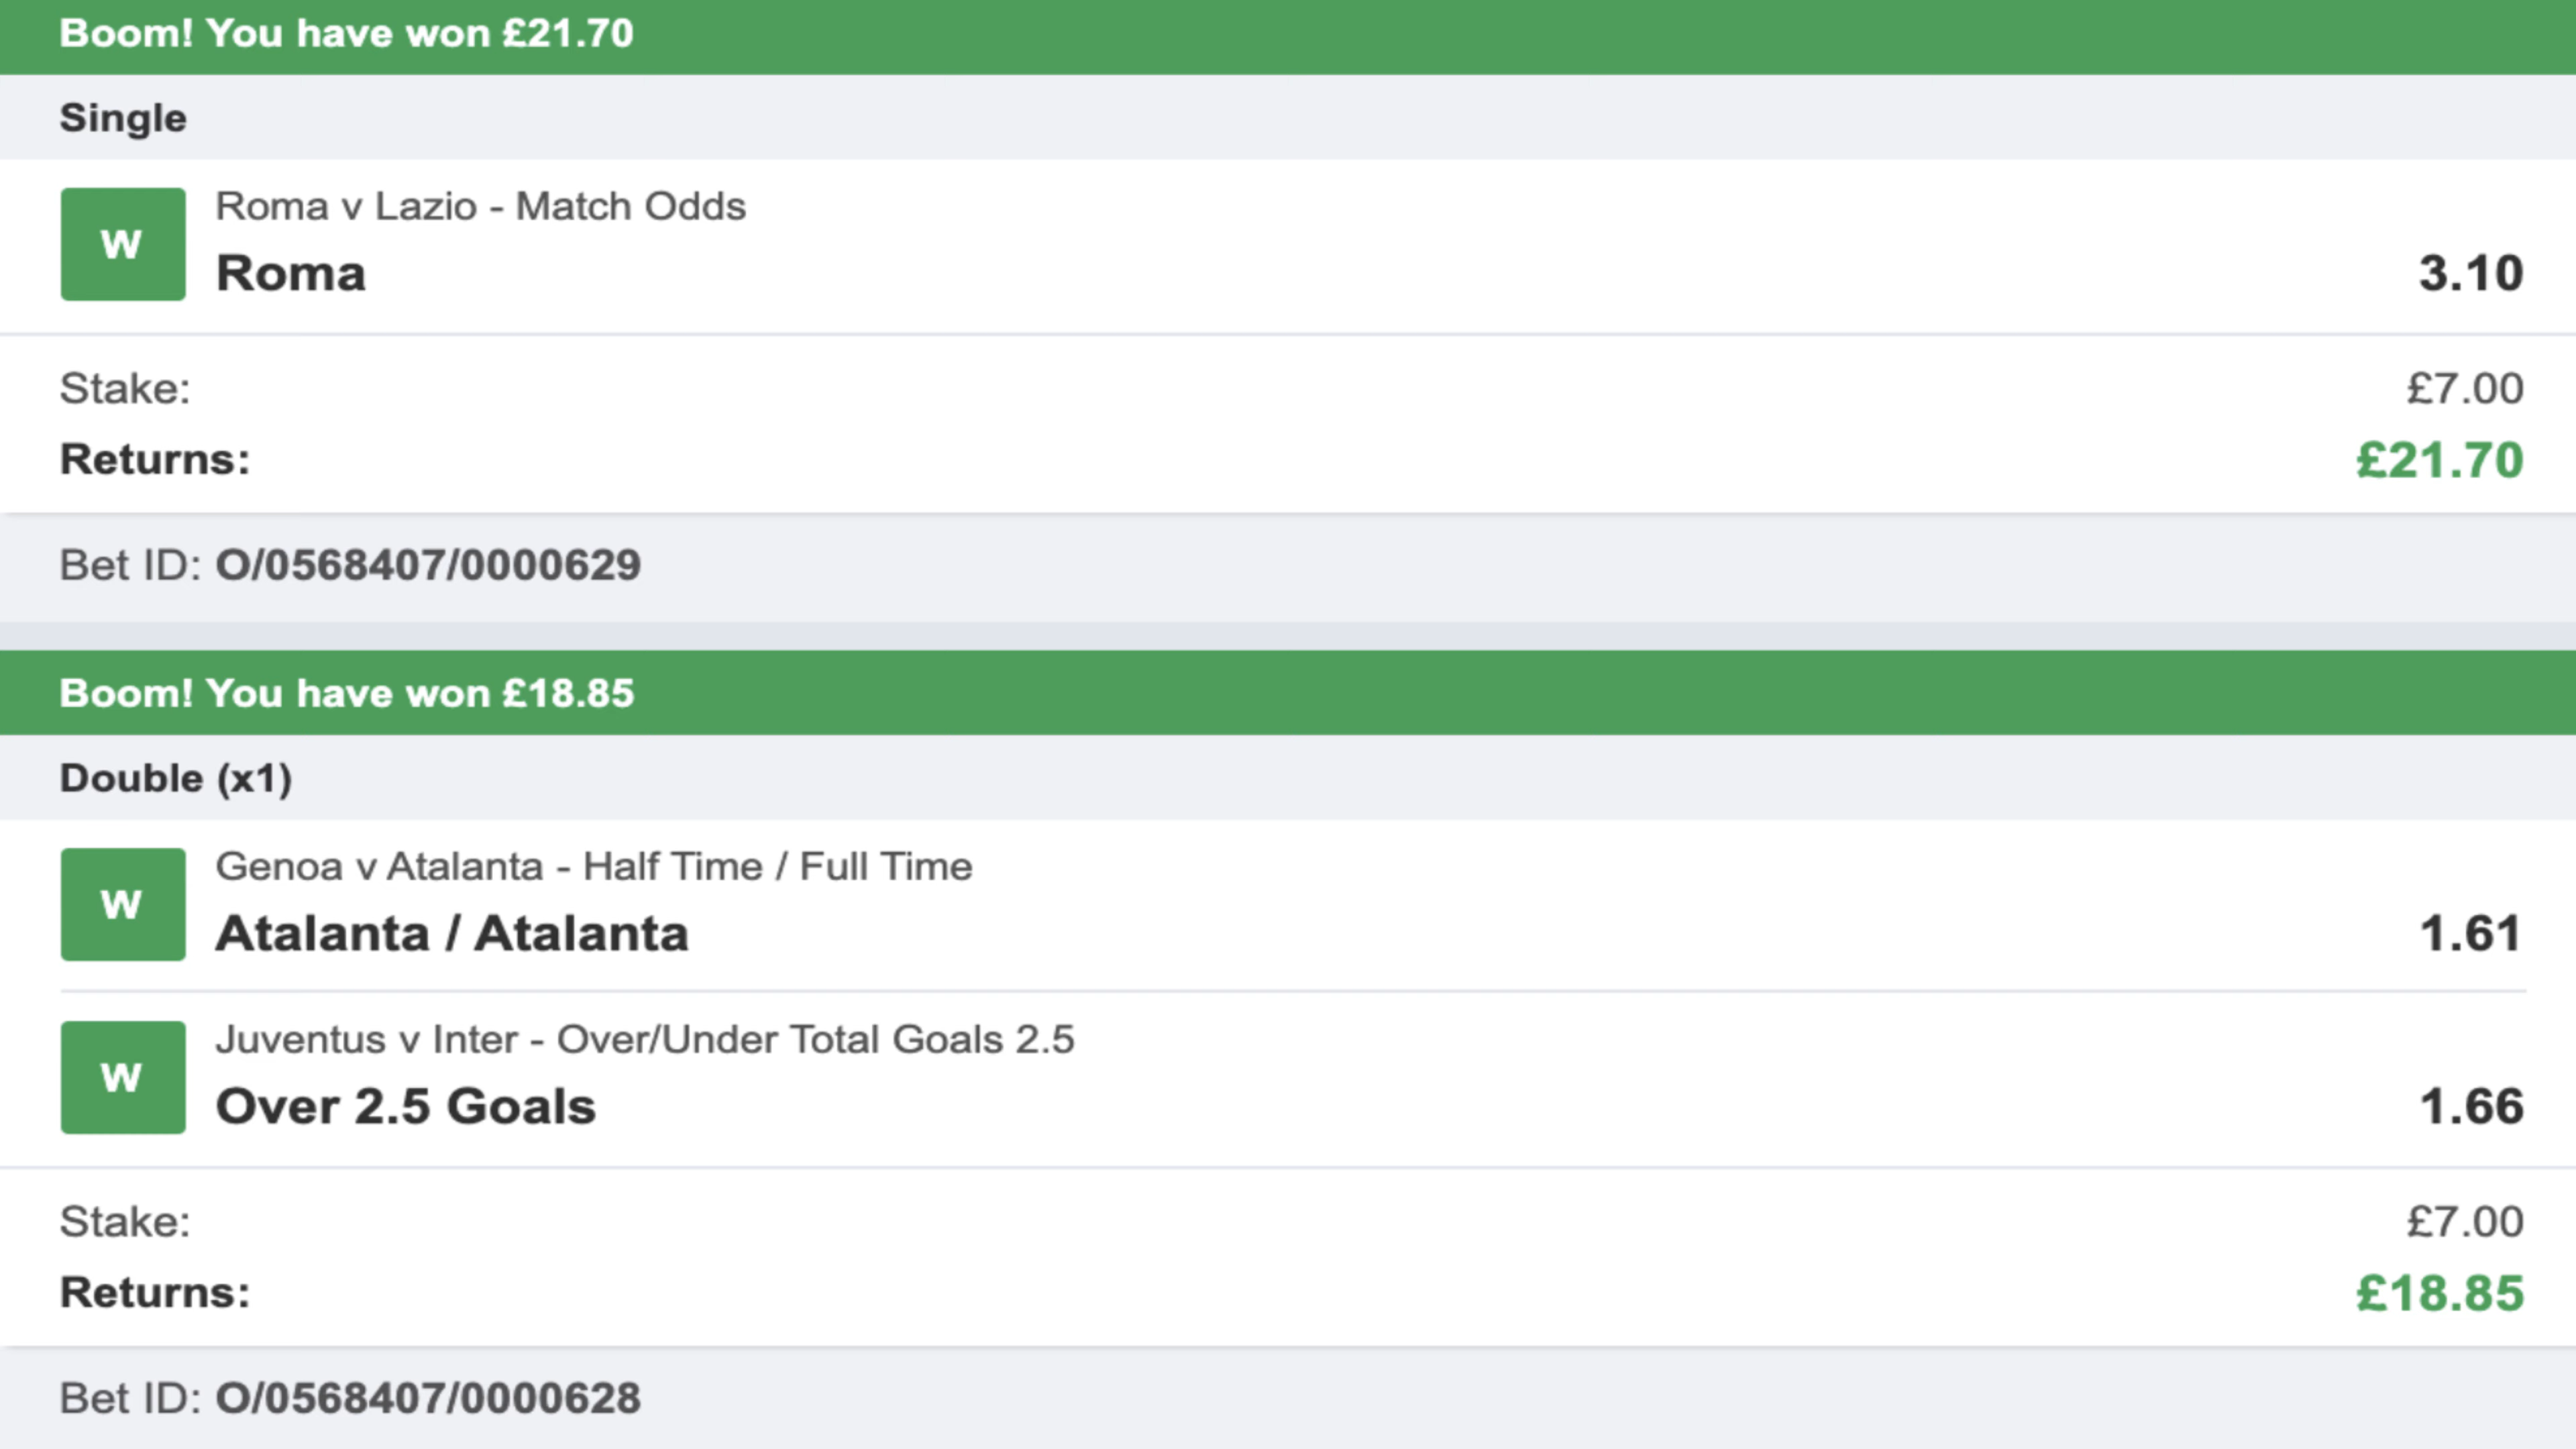 Boom! You have won £21.70
Single
W
Roma v Lazio - Match Odds
Roma
3.10
Stake:
£7.00
Returns:
£21.70
Bet ID: O/0568407/0000629
Boom! You have won £18.85
Double (x1)
W
Genoa v Atalanta - Half Time / Full Time
Atalanta / Atalanta
1.61
W
Juventus v Inter - Over/Under Total Goals 2.5
Over 2.5 Goals
1.66
Stake:
£7.00
Returns:
£18.85
Bet ID: O/0568407/0000628